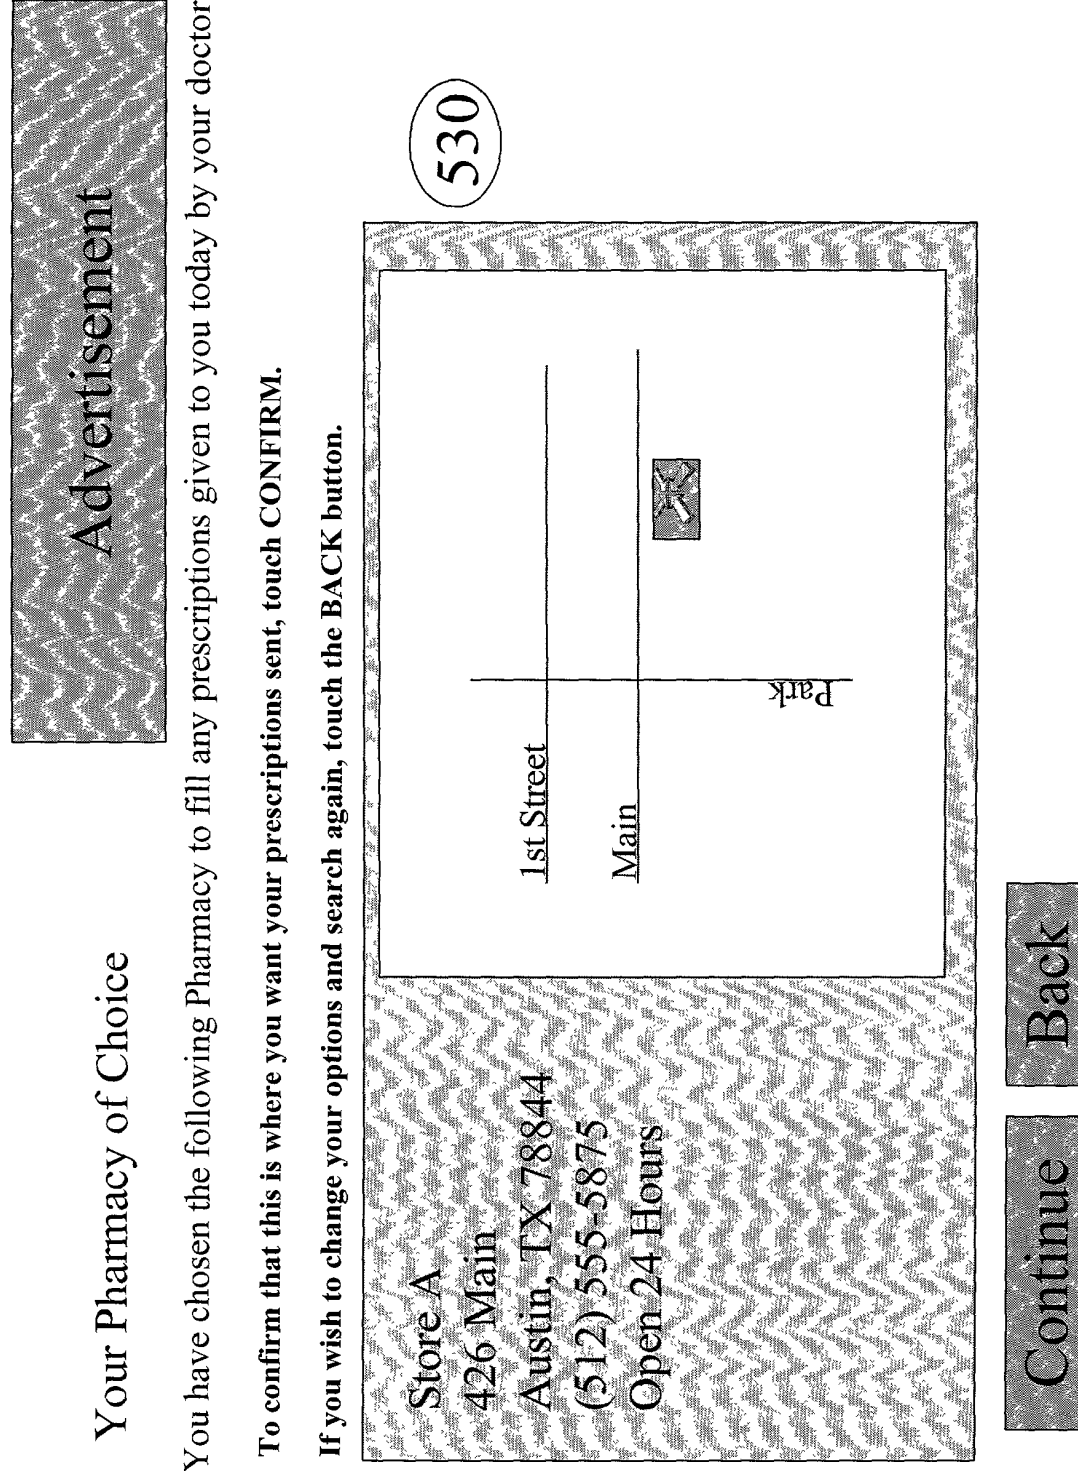 Your Pharmacy of Choice
Advertisement
You have chosen the following Pharmacy to fill any prescriptions given to you today by your doctor
To confirm that this is where you want your prescriptions sent, touch CONFIRM.
If you wish to change your options and search again, touch the BACK button.
530
Store A
426 Main
Austin, TX 78844
(512) 555-5875
Open 24 Hours
1st Street
Main
Park
Continue
Back